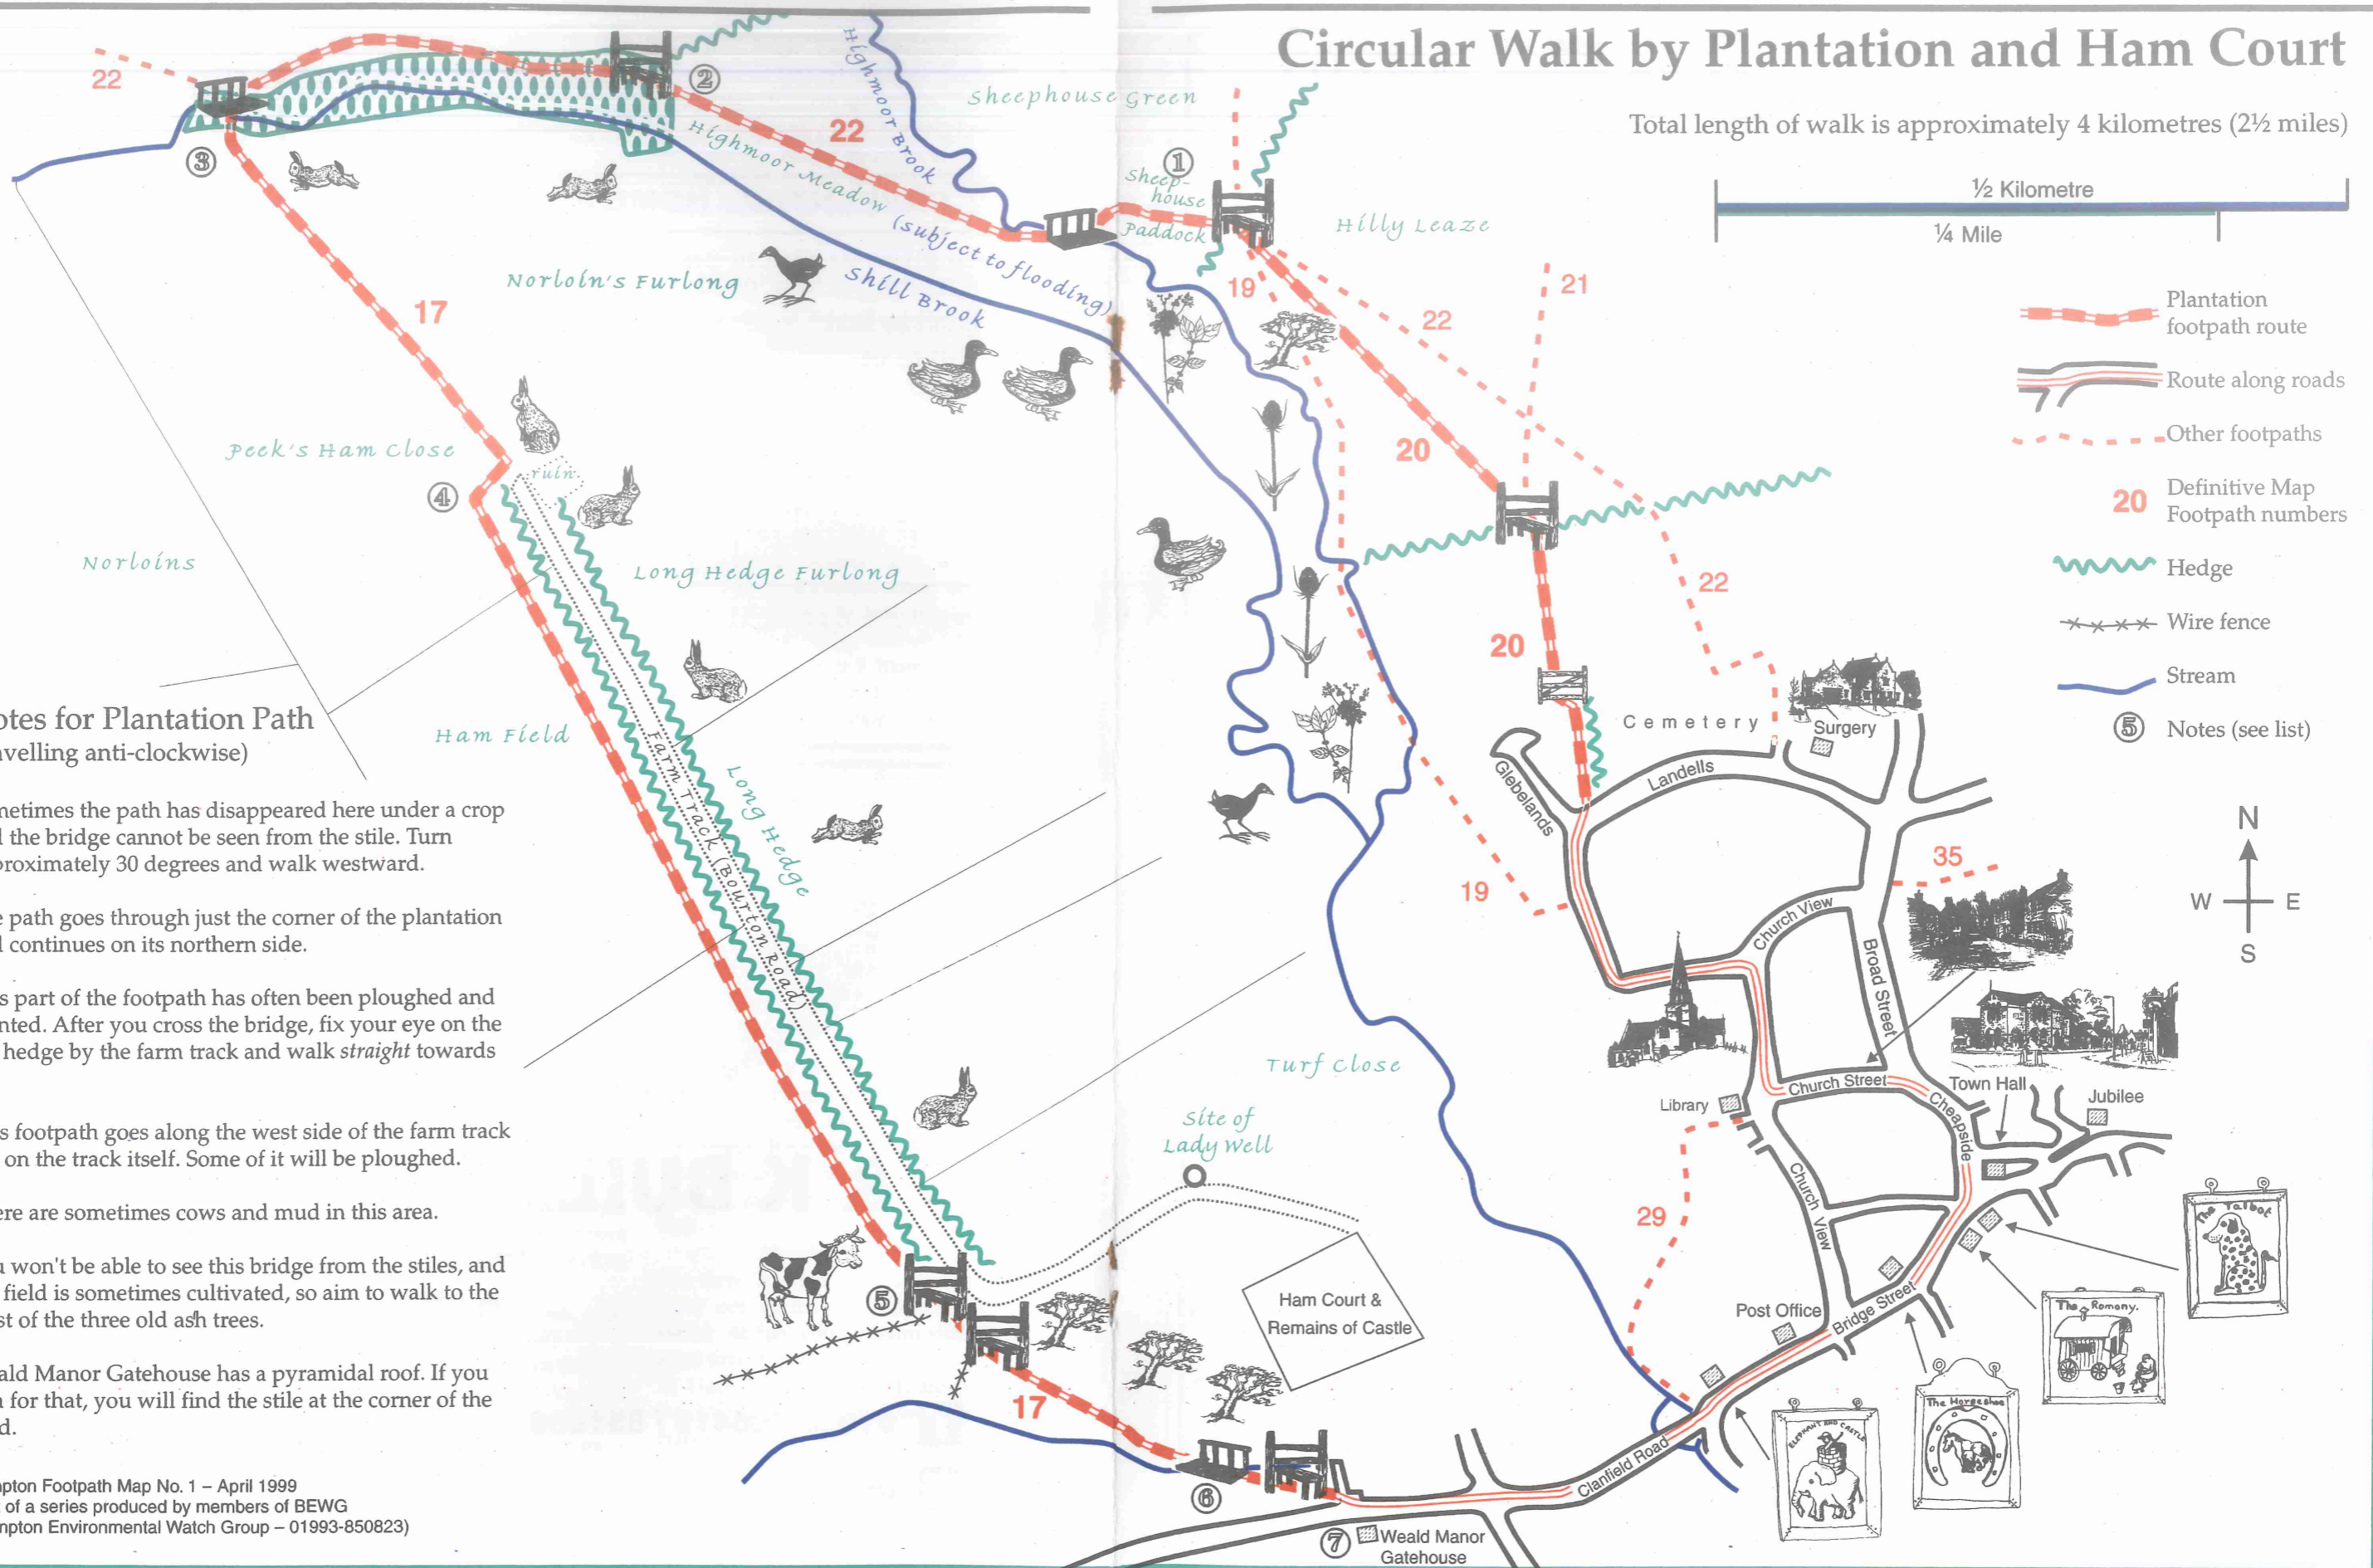 Circular Walk by Plantation and Ham Court
Total length of walk is approximately 4 kilometres (2½ miles)
½ Kilometre
¼ Mile
Plantation
footpath route
Route along roads
Other footpaths
20
Definitive Map
Footpath numbers
Hedge
Wire fence
Stream
⑤ Notes (see list)
N
W E
S
22
③
②
22
Highmoor Brook
Highmoor Meadow (subject to flooding)
Shill Brook
Sheephouse Green
①
Sheep-
house
Paddock
Hilly Leaze
19
22
21
20
22
20
17
Norloin's Furlong
Peek's Ham Close
④
ruin
Norloins
Long Hedge Furlong
Ham Field
Farm Track (Bourton Road)
Long Hedge
19
35
Cemetery
Surgery
Glebelands
Landells
Church View
Broad Street
Church Street
Town Hall
Jubilee
Library
Cheapside
Church View
29
Post Office
Bridge Street
Clanfield Road
The Talbot
The Romany.
The Horseshoe
ELEPHANT AND CASTLE
Turf Close
Site of
Lady Well
Ham Court &
Remains of Castle
⑤
17
⑥
⑦
Weald Manor
Gatehouse
otes for Plantation Path
avelling anti-clockwise)
metimes the path has disappeared here under a crop
d the bridge cannot be seen from the stile. Turn
proximately 30 degrees and walk westward.
e path goes through just the corner of the plantation
d continues on its northern side.
s part of the footpath has often been ploughed and
nted. After you cross the bridge, fix your eye on the
hedge by the farm track and walk straight towards
s footpath goes along the west side of the farm track
on the track itself. Some of it will be ploughed.
ere are sometimes cows and mud in this area.
u won't be able to see this bridge from the stiles, and
field is sometimes cultivated, so aim to walk to the
st of the three old ash trees.
ald Manor Gatehouse has a pyramidal roof. If you
n for that, you will find the stile at the corner of the
d.
mpton Footpath Map No. 1 – April 1999
of a series produced by members of BEWG
mpton Environmental Watch Group – 01993-850823)